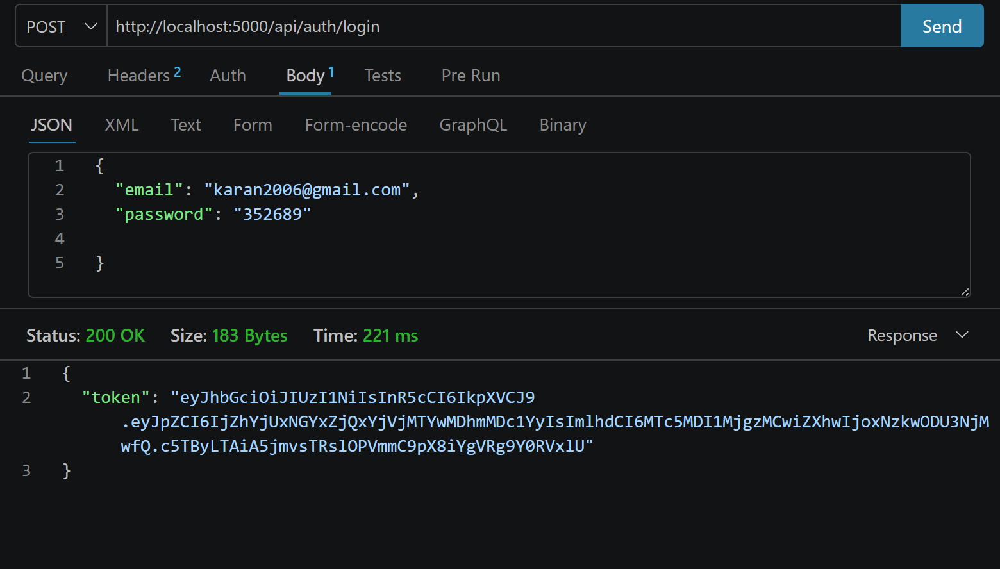 POST http://localhost:5000/api/auth/login Send
Query Headers 2 Auth Body 1 Tests Pre Run
JSON XML Text Form Form-encode GraphQL Binary
1 {
2 "email": "karan2006@gmail.com",
3 "password": "352689"
4
5 }
Status: 200 OK Size: 183 Bytes Time: 221 ms Response
1 {
2 "token": "eyJhbGciOiJIUzI1NiIsInR5cCI6IkpXVCJ9
.eyJpZCI6IjZhYjUxNGYxZjQxYjVjMTYwMDhmMDc1YyIsImlhdCI6MTc5MDI1MjgzMCwiZXhwIjoxNzkwODU3NjM
wfQ.c5TByLTAiA5jmvsTRslOPVmmC9pX8iYgVRg9Y0RVxlU"
3 }